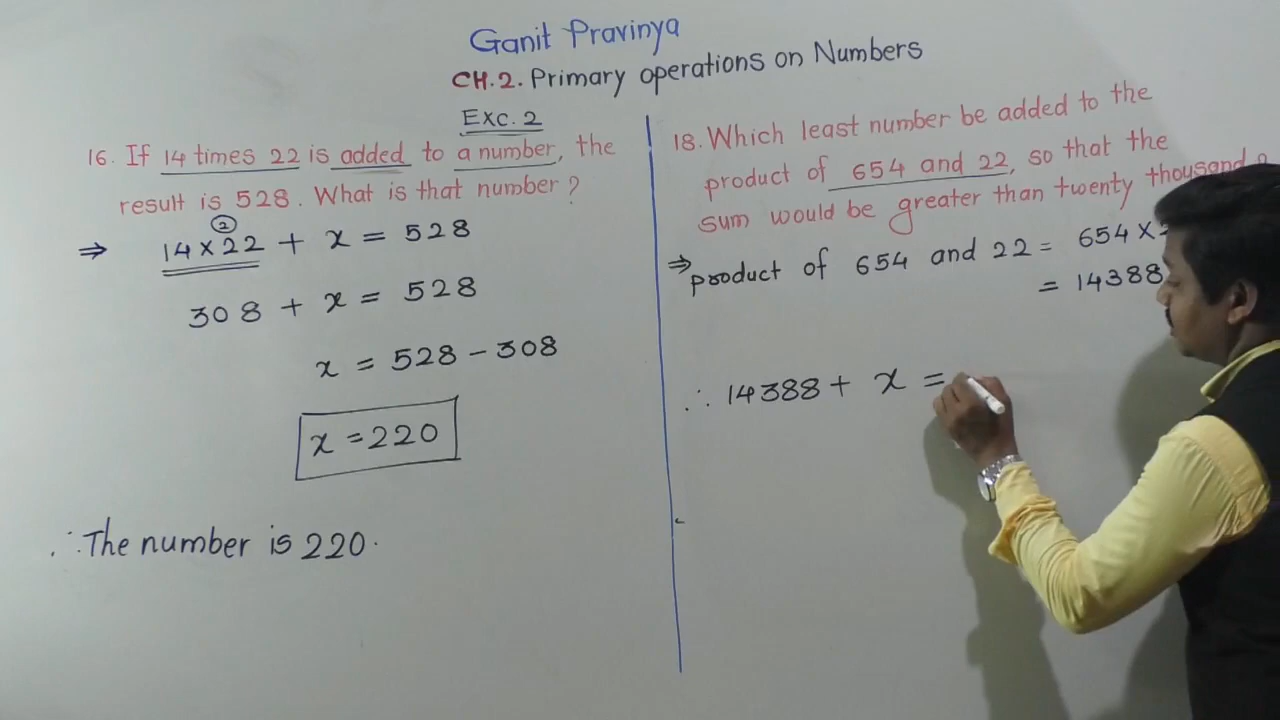 Ganit Pravinya
CH.2. Primary operations on Numbers
Exc. 2
16. If 14 times 22 is added to a number, the
result is 528. What is that number?
②
⇒ 14 × 22 + x = 528
308 + x = 528
x = 528 - 308
x = 220
∴ The number is 220.
18. Which least number be added to the
product of 654 and 22, so that the
sum would be greater than twenty thousand
⇒ product of 654 and 22 = 654 ×
= 14388
∴ 14388 + x =